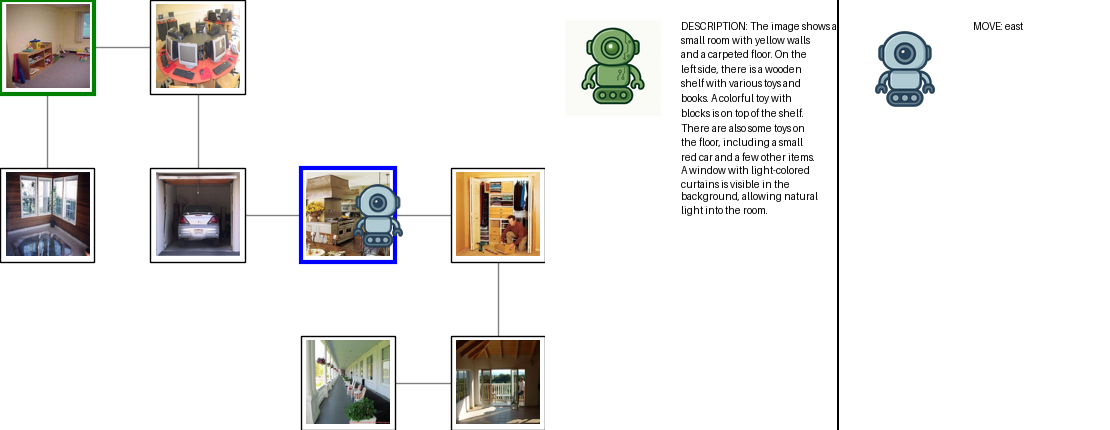 DESCRIPTION: The image shows a
small room with yellow walls
and a carpeted floor. On the
left side, there is a wooden
shelf with various toys and
books. A colorful toy with
blocks is on top of the shelf.
There are also some toys on
the floor, including a small
red car and a few other items.
A window with light-colored
curtains is visible in the
background, allowing natural
light into the room.
MOVE: east